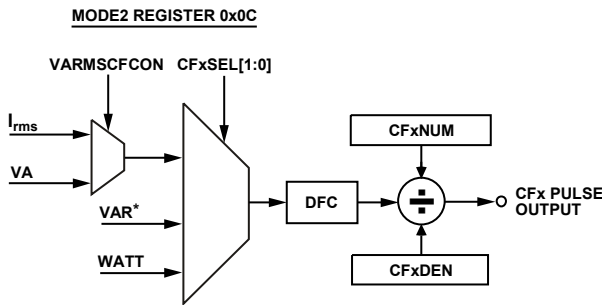 MODE2 REGISTER 0x0C
VARMSCFCON
CFxSEL[1:0]
Irms
VA
VAR*
WATT
DFC
CFxNUM
÷
CFxDEN
CFx PULSE
OUTPUT